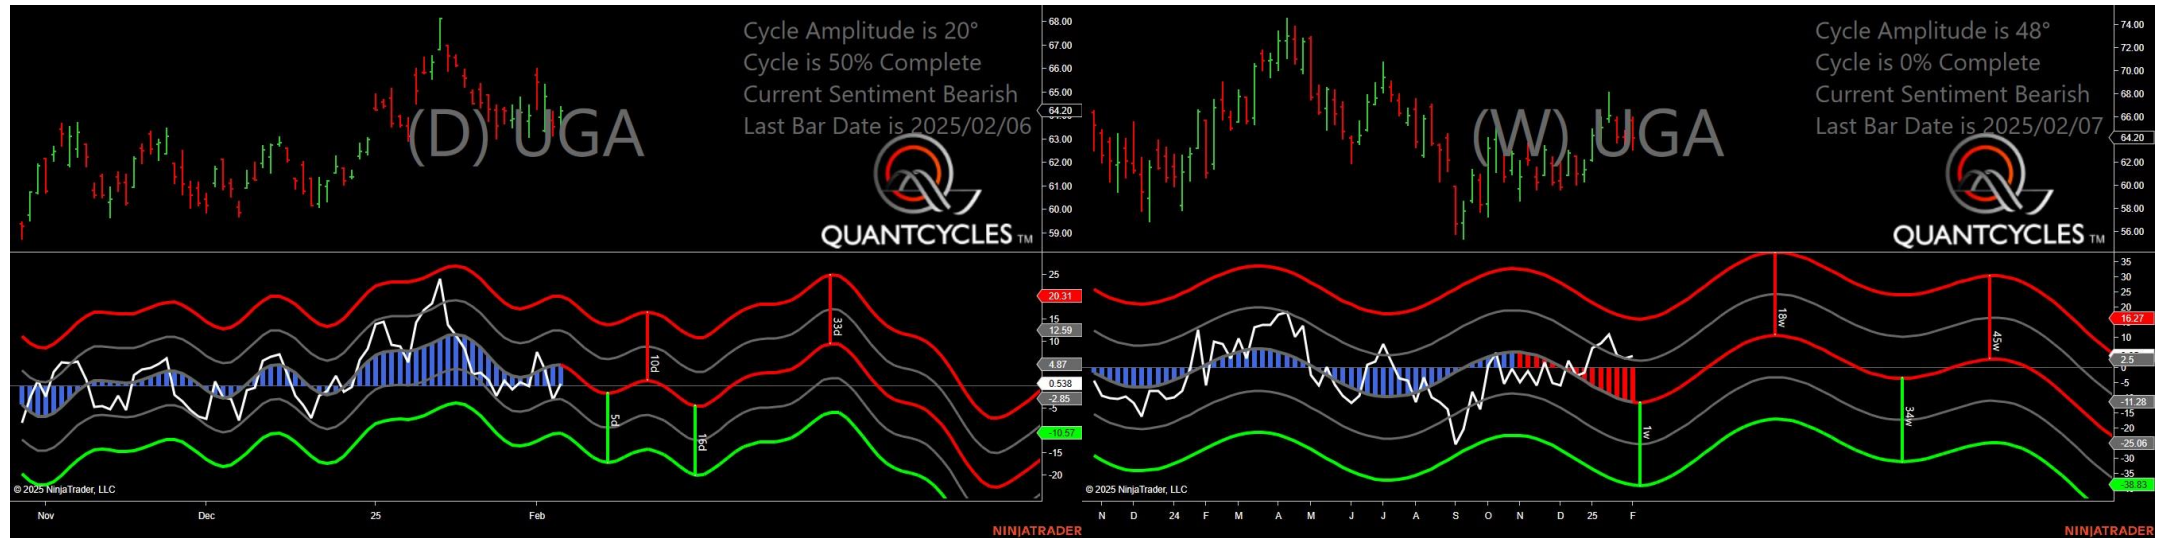 Cycle Amplitude is 20°
Cycle is 50% Complete
Current Sentiment Bearish
Last Bar Date is 2025/02/06
(D) UGA
QUANTCYCLES TM
68.00
67.00
66.00
65.00
64.20
63.00
62.00
61.00
60.00
59.00
25
20.31
15
12.59
10
4.87
0.538
-2.85
-5
-10.57
-15
-20
5d
10d
16d
33d
© 2025 NinjaTrader, LLC
Nov
Dec
25
Feb
NINJATRADER
Cycle Amplitude is 48°
Cycle is 0% Complete
Current Sentiment Bearish
Last Bar Date is 2025/02/07
(W) UGA
QUANTCYCLES TM
74.00
72.00
70.00
68.00
66.00
64.20
62.00
60.00
58.00
56.00
35
30
25
20
16.27
10
2.5
0
-5
-11.28
-15
-20
-25.06
-30
-35
-38.83
1w
18w
34w
45w
© 2025 NinjaTrader, LLC
N D 24 F M A M J J A S O N D 25 F
NINJATRADER